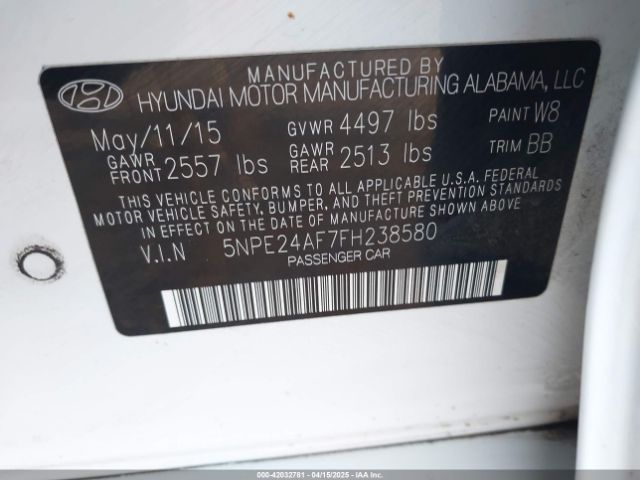 MANUFACTURED BY
HYUNDAI MOTOR MANUFACTURING ALABAMA, LLC
May/11/15 GVWR 4497 lbs PAINT W8
GAWR FRONT 2557 lbs GAWR REAR 2513 lbs TRIM BB
THIS VEHICLE CONFORMS TO ALL APPLICABLE U.S.A. FEDERAL
MOTOR VEHICLE SAFETY, BUMPER, AND THEFT PREVENTION STANDARDS
IN EFFECT ON THE DATE OF MANUFACTURE SHOWN ABOVE
V.I.N 5NPE24AF7FH238580
PASSENGER CAR
000-42032761 - 04/15/2025 - COPYRIGHT © IAA, LLC.